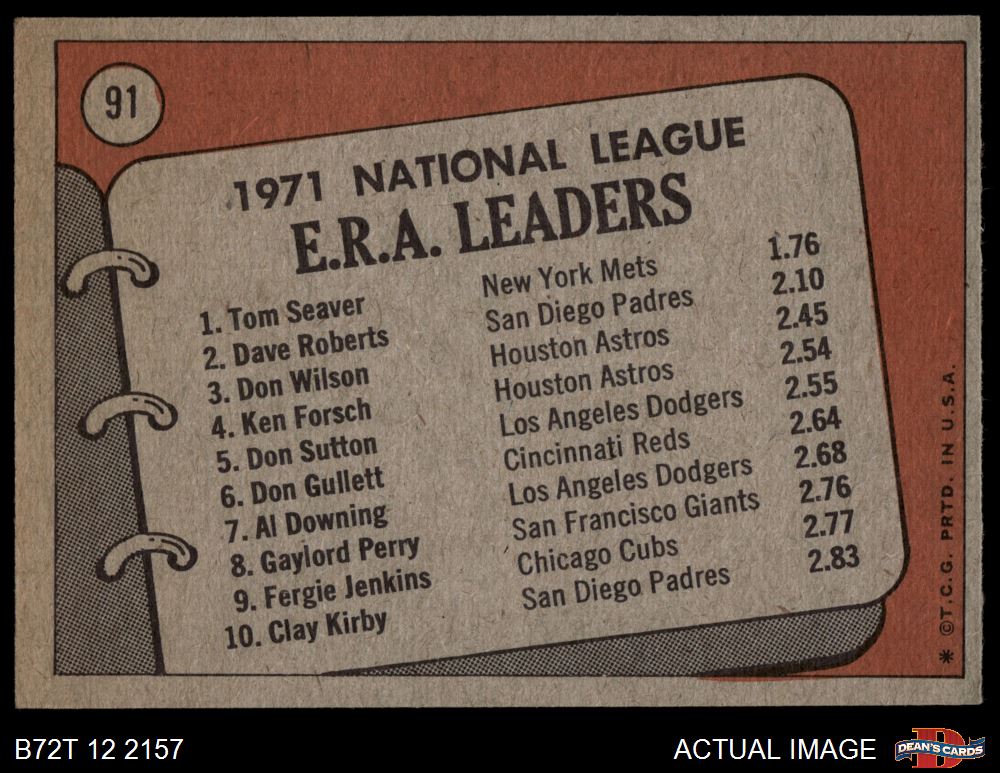 91
1971 NATIONAL LEAGUE
E.R.A. LEADERS
1. Tom Seaver New York Mets 1.76
2. Dave Roberts San Diego Padres 2.10
3. Don Wilson Houston Astros 2.45
4. Ken Forsch Houston Astros 2.54
5. Don Sutton Los Angeles Dodgers 2.55
6. Don Gullett Cincinnati Reds 2.64
7. Al Downing Los Angeles Dodgers 2.68
8. Gaylord Perry San Francisco Giants 2.76
9. Fergie Jenkins Chicago Cubs 2.77
10. Clay Kirby San Diego Padres 2.83
* ©T.C.G. PRTD. IN U.S.A.
B72T 12 2157
ACTUAL IMAGE
D
DEAN'S CARDS